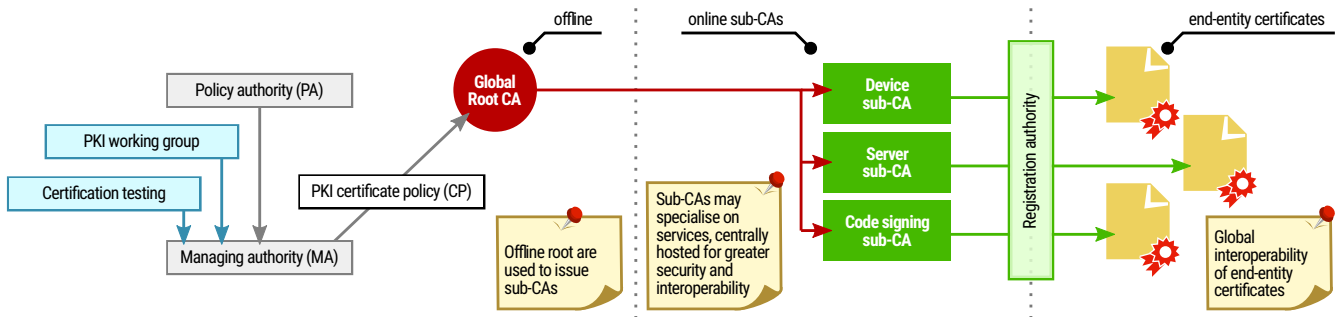 offline
online sub-CAs
end-entity certificates
Policy authority (PA)
PKI working group
Certification testing
Managing authority (MA)
PKI certificate policy (CP)
Global
Root CA
Offline root are
used to issue
sub-CAs
Sub-CAs may
specialise on
services, centrally
hosted for greater
security and
interoperability
Device
sub-CA
Server
sub-CA
Code signing
sub-CA
Registration authority
Global
interoperability
of end-entity
certificates